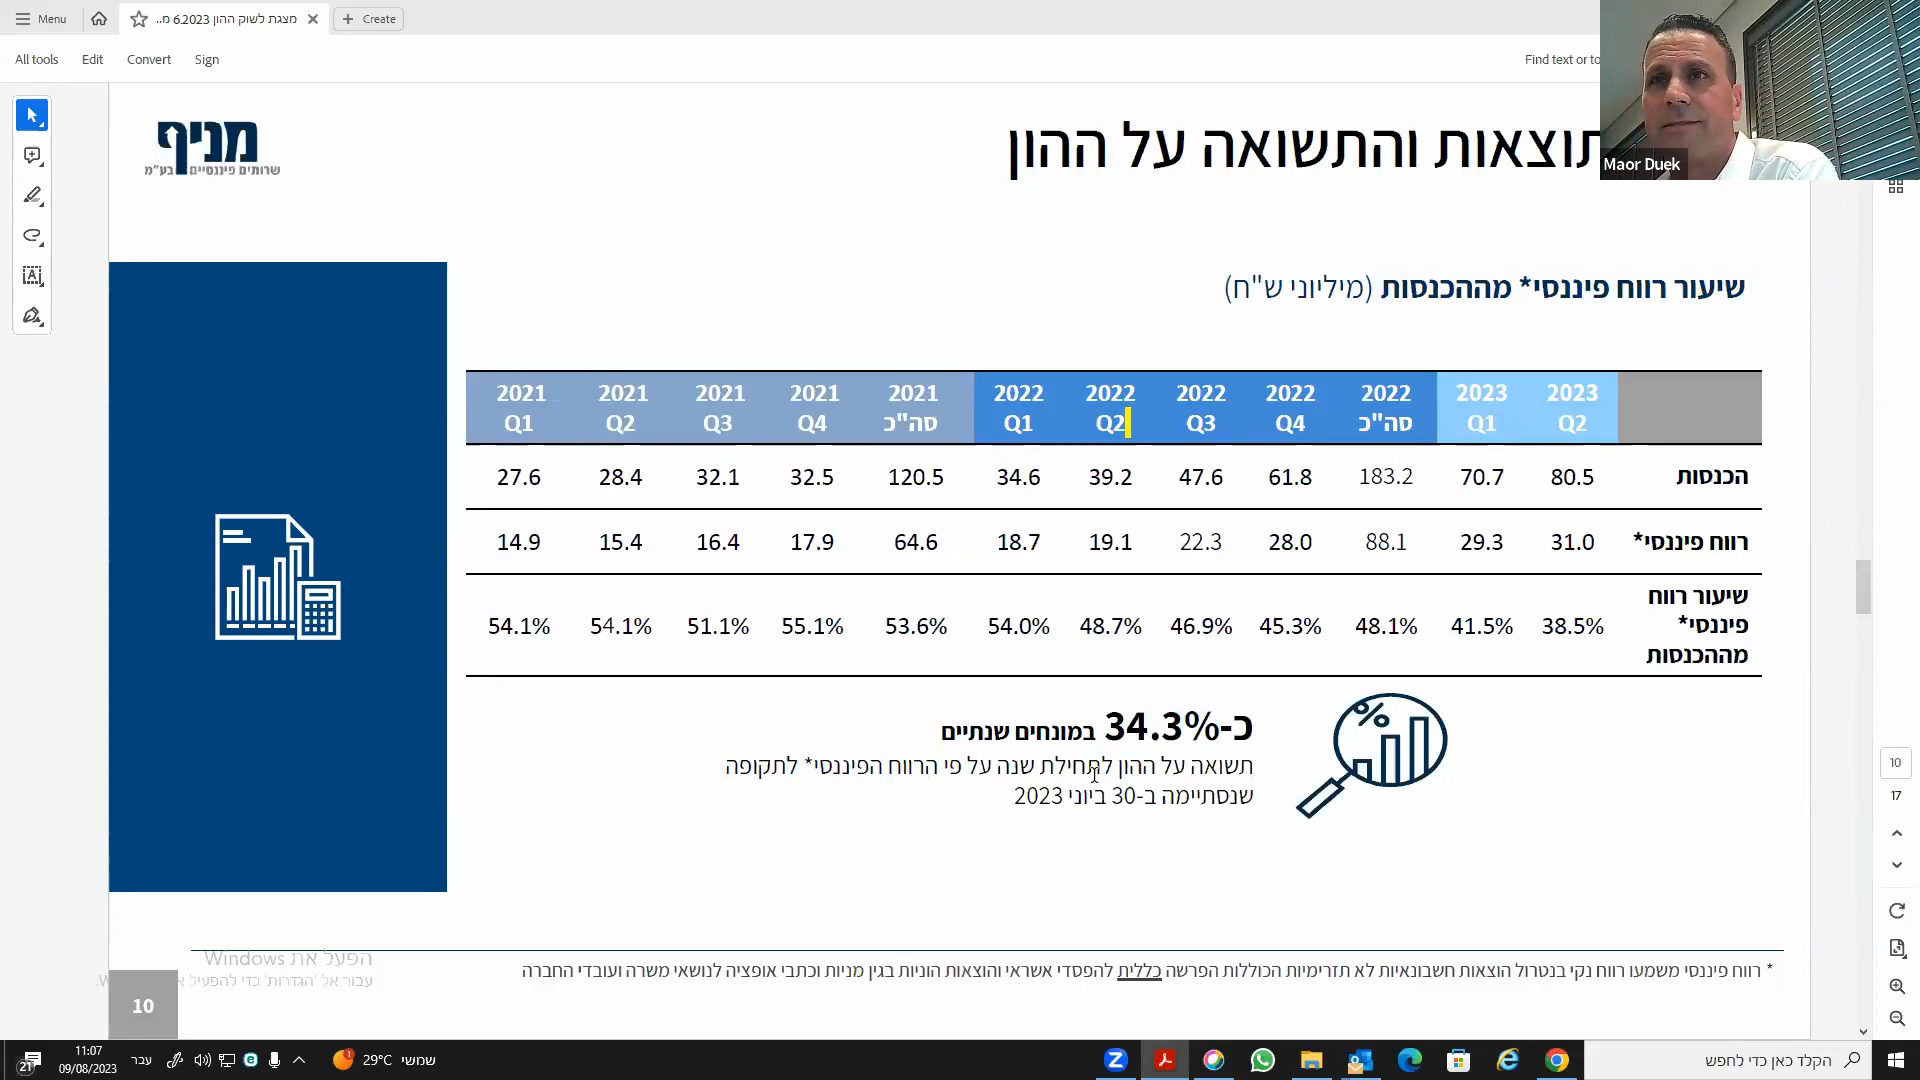 Menu
מצגת לשוק ההון 6.2023 מ...
Create
All tools Edit Convert Sign
Find text or to
Maor Duek
מניף
שרותים פיננסיים בע"מ
תוצאות והתשואה על ההון
שיעור רווח פיננסי* מההכנסות (מיליוני ש"ח)
2021 2021 2021 2021 2021 2022 2022 2022 2022 2022 2023 2023
Q1 Q2 Q3 Q4 סה"כ Q1 Q2 Q3 Q4 סה"כ Q1 Q2
27.6 28.4 32.1 32.5 120.5 34.6 39.2 47.6 61.8 183.2 70.7 80.5 הכנסות
14.9 15.4 16.4 17.9 64.6 18.7 19.1 22.3 28.0 88.1 29.3 31.0 רווח פיננסי*
שיעור רווח
54.1% 54.1% 51.1% 55.1% 53.6% 54.0% 48.7% 46.9% 45.3% 48.1% 41.5% 38.5% פיננסי*
מההכנסות
כ-34.3% במונחים שנתיים
תשואה על ההון לתחילת שנה על פי הרווח הפיננסי* לתקופה
שנסתיימה ב-30 ביוני 2023
10
17
* רווח פיננסי משמעו רווח נקי בנטרול הוצאות חשבונאיות לא תזרימיות הכוללות הפרשה כללית להפסדי אשראי והוצאות הוניות בגין מניות וכתבי אופציה לנושאי משרה ועובדי החברה
הפעל את Windows
עבור אל 'הגדרות' כדי להפעיל א
10
11:07
09/08/2023
21
עבר
29°C שמשי
הקלד כאן כדי לחפש